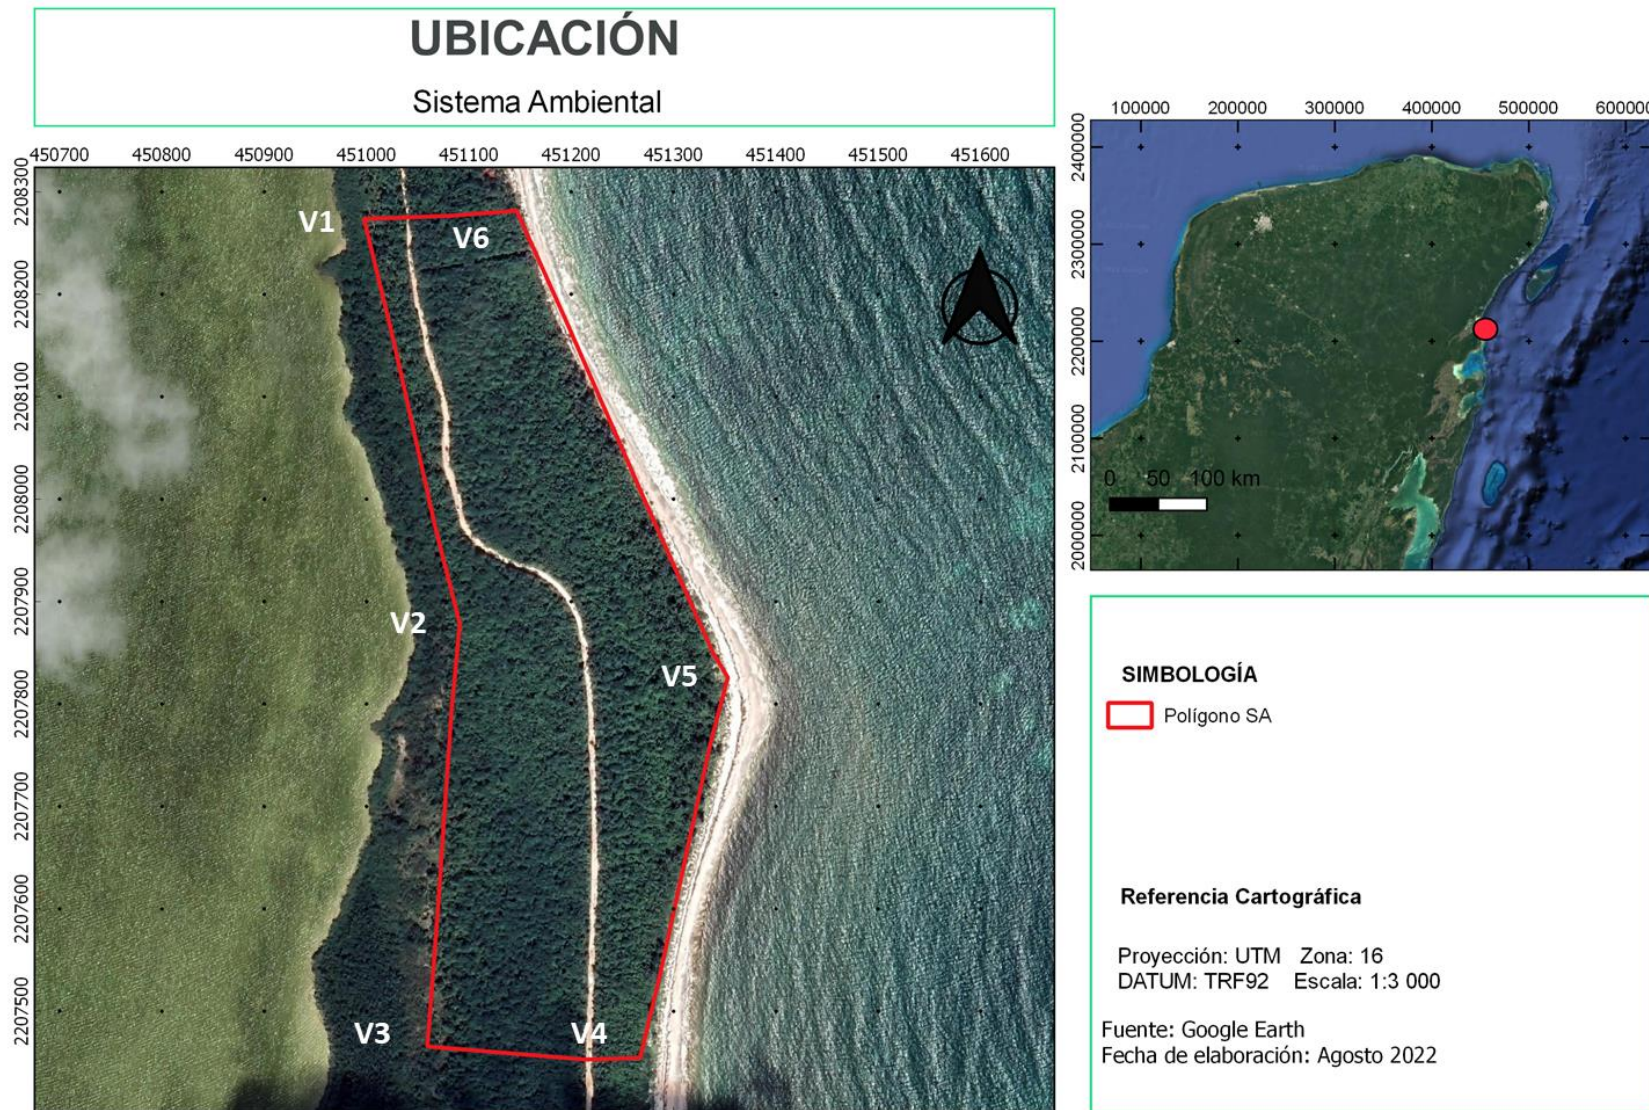 UBICACIÓN
Sistema Ambiental
450700 450800 450900 451000 451100 451200 451300 451400 451500 451600
2208300
2208200
2208100
2208000
2207900
2207800
2207700
2207600
2207500
V1
V6
V2
V5
V3
V4
100000 200000 300000 400000 500000 600000
2400000
2300000
2200000
2100000
2000000
0 50 100 km
SIMBOLOGÍA
Polígono SA
Referencia Cartográfica
Proyección: UTM Zona: 16
DATUM: TRF92 Escala: 1:3 000
Fuente: Google Earth
Fecha de elaboración: Agosto 2022